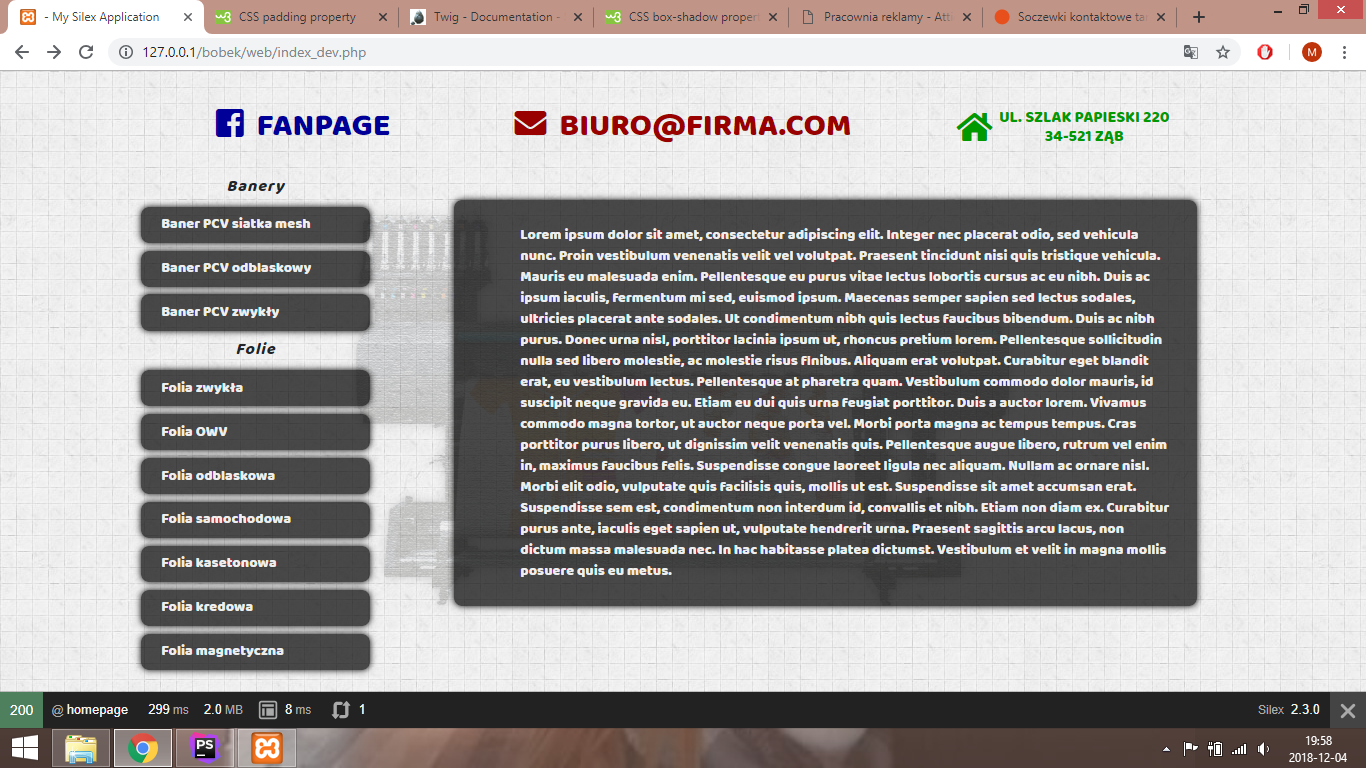 - My Silex Application
CSS padding property
Twig - Documentation -
CSS box-shadow proper
Pracownia reklamy - Att
Soczewki kontaktowe ta
127.0.0.1/bobek/web/index_dev.php
M
FANPAGE
BIURO@FIRMA.COM
UL. SZLAK PAPIESKI 220
34-521 ZĄB
Banery
Baner PCV siatka mesh
Baner PCV odblaskowy
Baner PCV zwykły
Folie
Folia zwykła
Folia OWV
Folia odblaskowa
Folia samochodowa
Folia kasetonowa
Folia kredowa
Folia magnetyczna
Lorem ipsum dolor sit amet, consectetur adipiscing elit. Integer nec placerat odio, sed vehicula
nunc. Proin vestibulum venenatis velit vel volutpat. Praesent tincidunt nisi quis tristique vehicula.
Mauris eu malesuada enim. Pellentesque eu purus vitae lectus lobortis cursus ac eu nibh. Duis ac
ipsum iaculis, fermentum mi sed, euismod ipsum. Maecenas semper sapien sed lectus sodales,
ultricies placerat ante sodales. Ut condimentum nibh quis lectus faucibus bibendum. Duis ac nibh
purus. Donec urna nisl, porttitor lacinia ipsum ut, rhoncus pretium lorem. Pellentesque sollicitudin
nulla sed libero molestie, ac molestie risus finibus. Aliquam erat volutpat. Curabitur eget blandit
erat, eu vestibulum lectus. Pellentesque at pharetra quam. Vestibulum commodo dolor mauris, id
suscipit neque gravida eu. Etiam eu dui quis urna feugiat porttitor. Duis a auctor lorem. Vivamus
commodo magna tortor, ut auctor neque porta vel. Morbi porta magna ac tempus tempus. Cras
porttitor purus libero, ut dignissim velit venenatis quis. Pellentesque augue libero, rutrum vel enim
in, maximus faucibus felis. Suspendisse congue laoreet ligula nec aliquam. Nullam ac ornare nisl.
Morbi elit odio, vulputate quis facilisis quis, mollis ut est. Suspendisse sit amet accumsan erat.
Suspendisse sem est, condimentum non interdum id, convallis et nibh. Etiam non diam ex. Curabitur
purus ante, iaculis eget sapien ut, vulputate hendrerit urna. Praesent sagittis arcu lacus, non
dictum massa malesuada nec. In hac habitasse platea dictumst. Vestibulum et velit in magna mollis
posuere quis eu metus.
200 @ homepage 299 ms 2.0 MB 8 ms 1 Silex 2.3.0
PS
19:58
2018-12-04